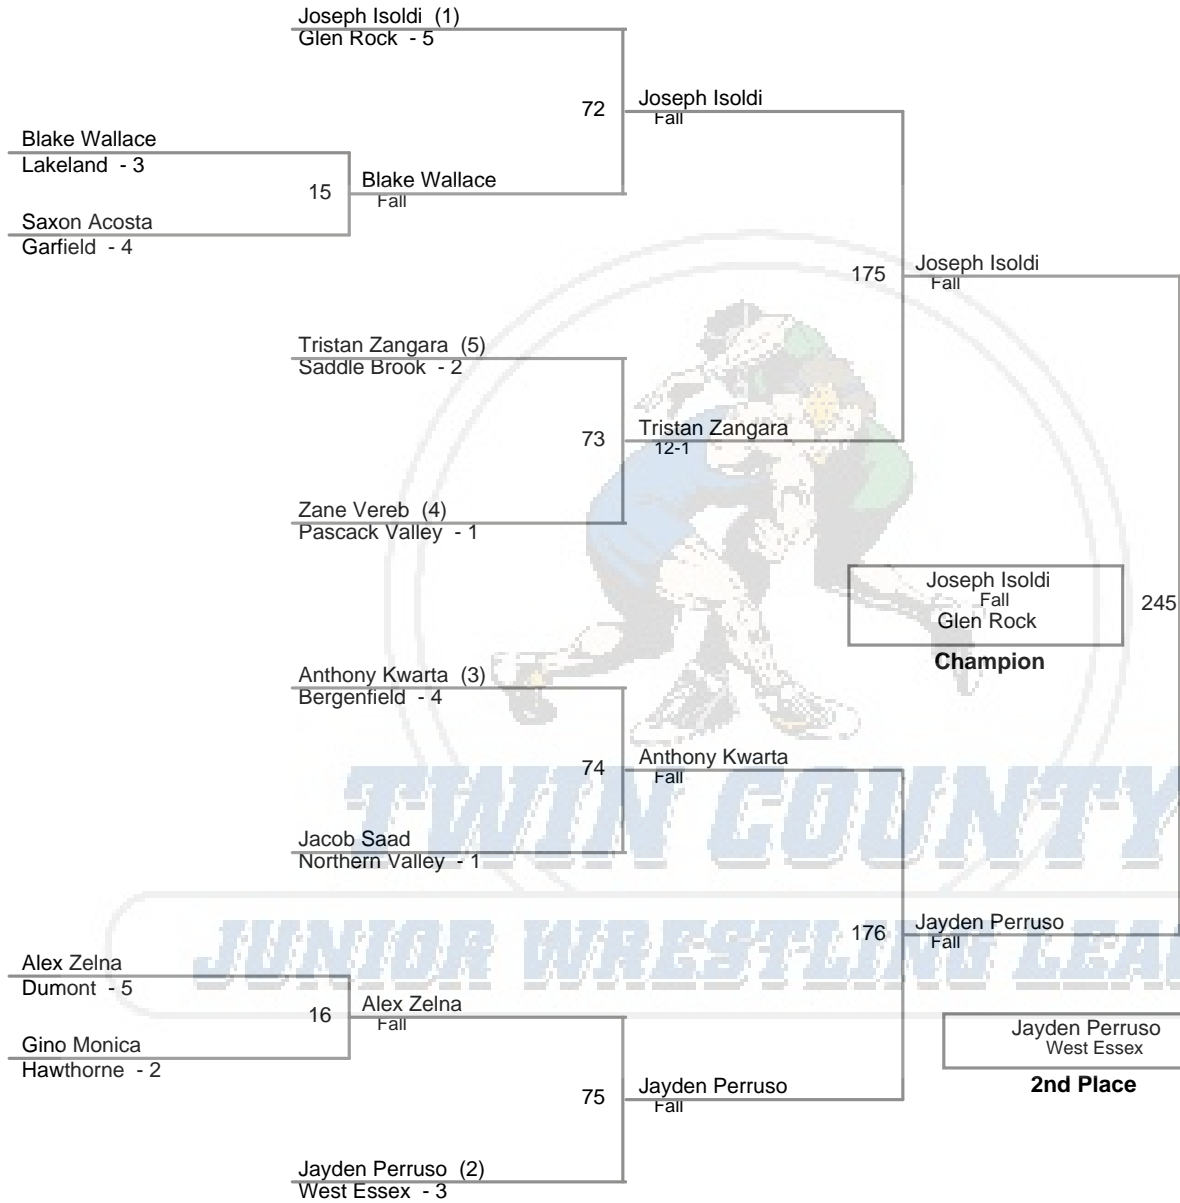 Joseph Isoldi (1)
Glen Rock - 5
72
Joseph Isoldi
Fall
Blake Wallace
Lakeland - 3
15
Blake Wallace
Fall
Saxon Acosta
Garfield - 4
175
Joseph Isoldi
Fall
Tristan Zangara (5)
Saddle Brook - 2
73
Tristan Zangara
12-1
Zane Vereb (4)
Pascack Valley - 1
Joseph Isoldi
Fall
Glen Rock
245
Champion
Anthony Kwarta (3)
Bergenfield - 4
74
Anthony Kwarta
Fall
TWIN COUNTY
Jacob Saad
Northern Valley - 1
176
Jayden Perruso
Fall
JUNIOR WRESTLING LEA
Alex Zelna
Dumont - 5
16
Alex Zelna
Fall
Gino Monica
Hawthorne - 2
Jayden Perruso
West Essex
2nd Place
75
Jayden Perruso
Fall
Jayden Perruso (2)
West Essex - 3